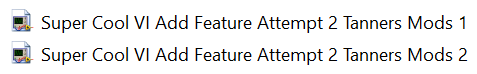 Super Cool VI Add Feature Attempt 2 Tanners Mods 1
Super Cool VI Add Feature Attempt 2 Tanners Mods 2